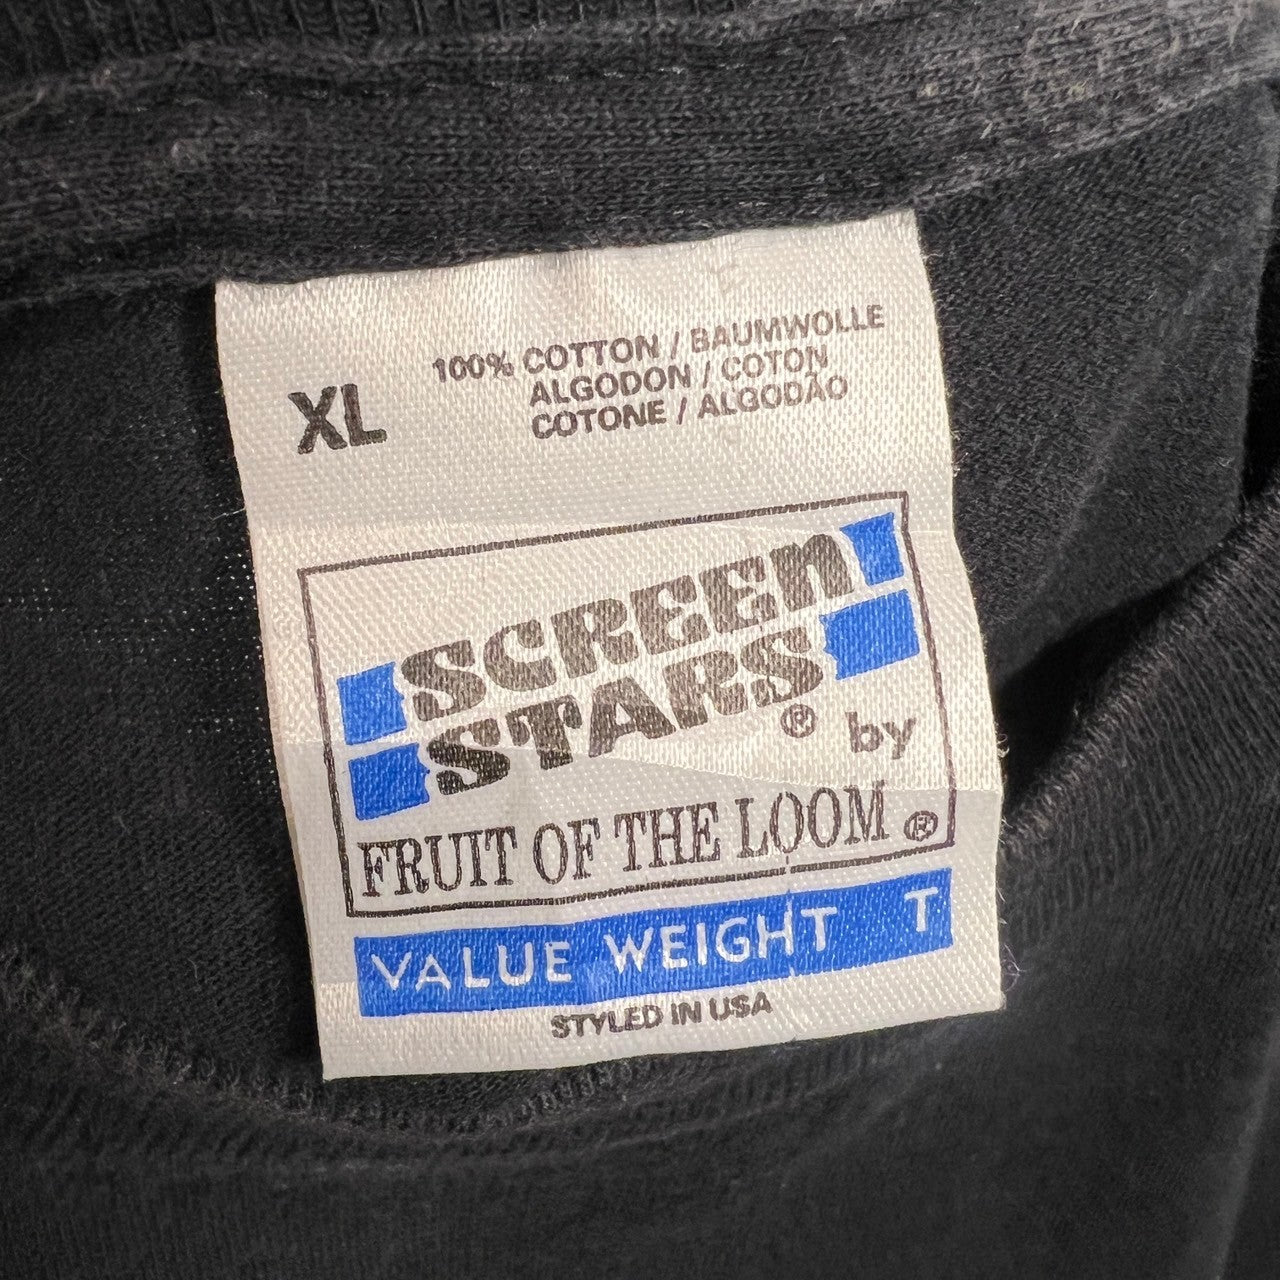 XL
100% COTTON / BAUMWOLLE
ALGODON / COTON
COTONE / ALGODÃO
SCREEN
STARS® by
FRUIT OF THE LOOM®
VALUE WEIGHT T
STYLED IN USA